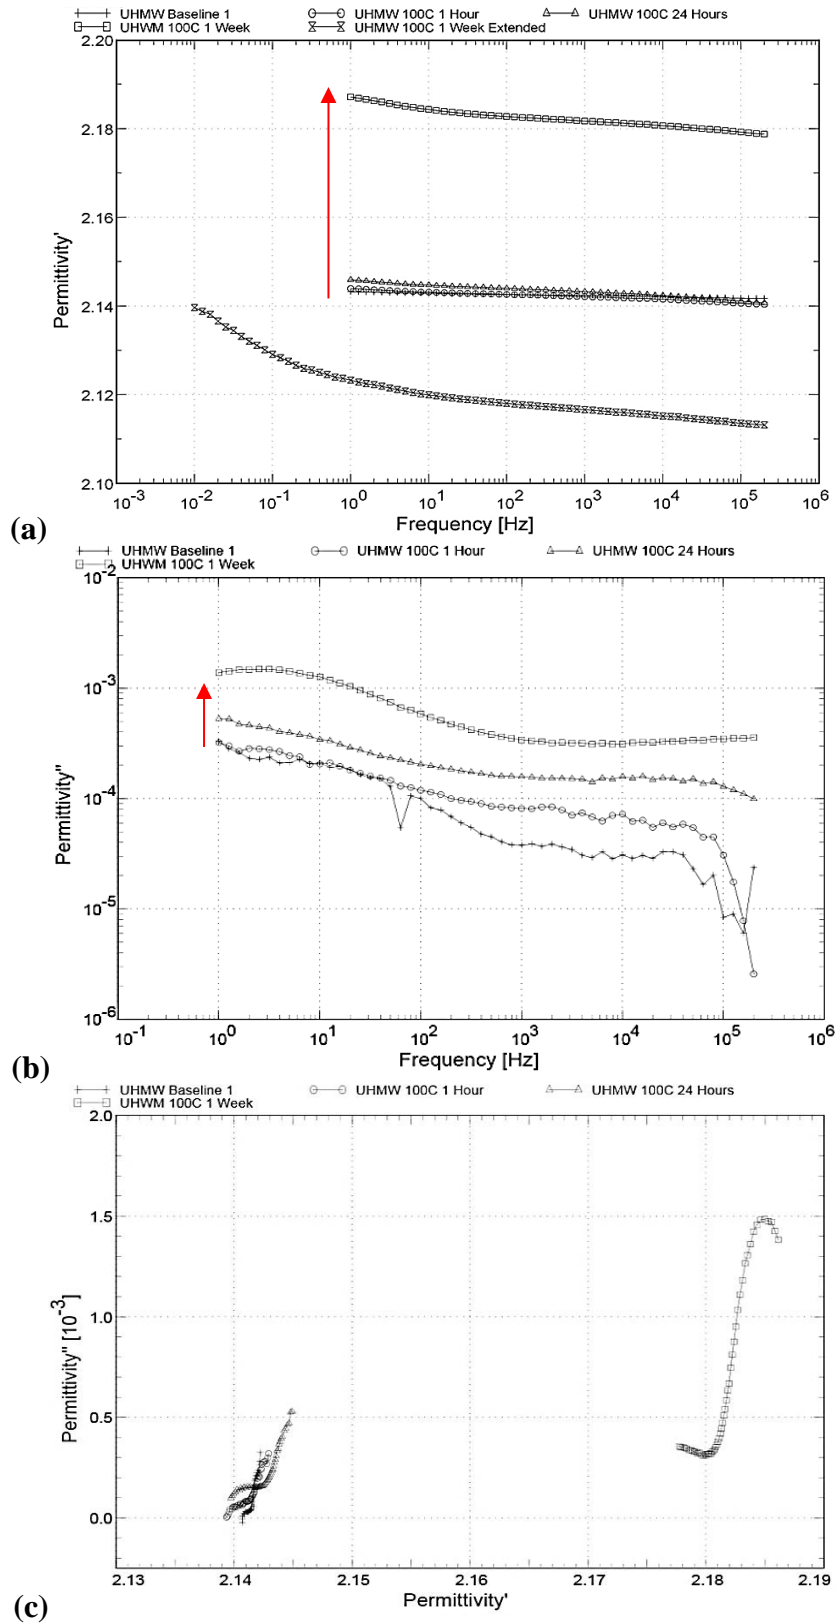 UHMW Baseline 1 UHMW 100C 1 Hour UHMW 100C 24 Hours
UHWM 100C 1 Week UHMW 100C 1 Week Extended
2.20
2.18
2.16
2.14
2.12
2.10
Permittivity'
10-3 10-2 10-1 100 101 102 103 104 105 106
Frequency [Hz]
(a)
UHMW Baseline 1 UHMW 100C 1 Hour UHMW 100C 24 Hours
UHWM 100C 1 Week
10-2
10-3
10-4
10-5
10-6
Permittivity"
10-1 100 101 102 103 104 105 106
Frequency [Hz]
(b)
UHMW Baseline 1 UHMW 100C 1 Hour UHMW 100C 24 Hours
UHWM 100C 1 Week
2.0
1.5
1.0
0.5
0.0
Permittivity" [10-3]
2.13 2.14 2.15 2.16 2.17 2.18 2.19
Permittivity'
(c)